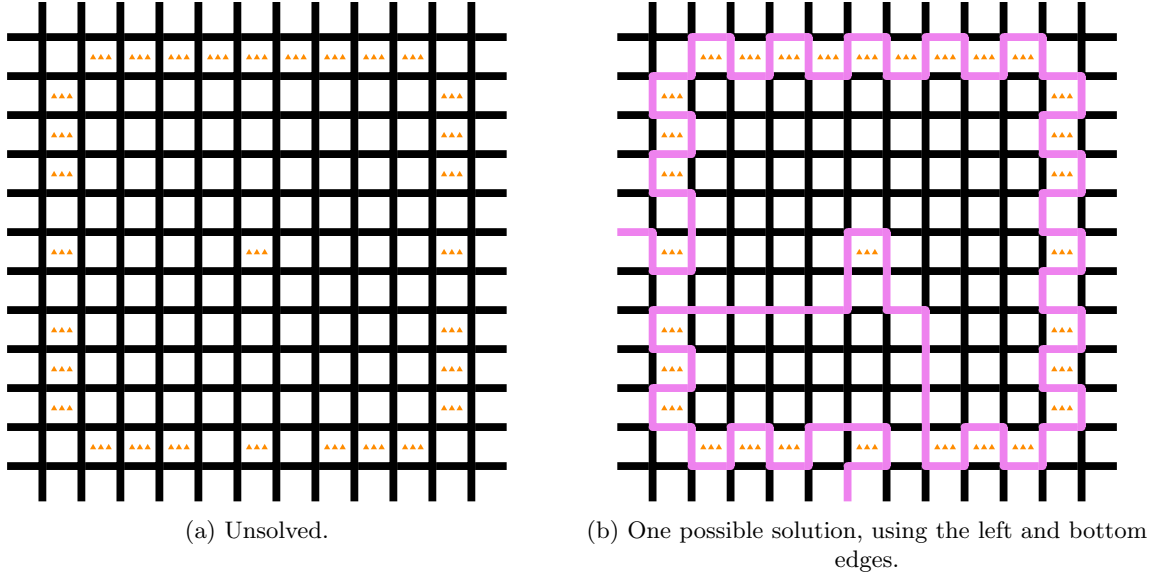 (a) Unsolved.
(b) One possible solution, using the left and bottom
edges.